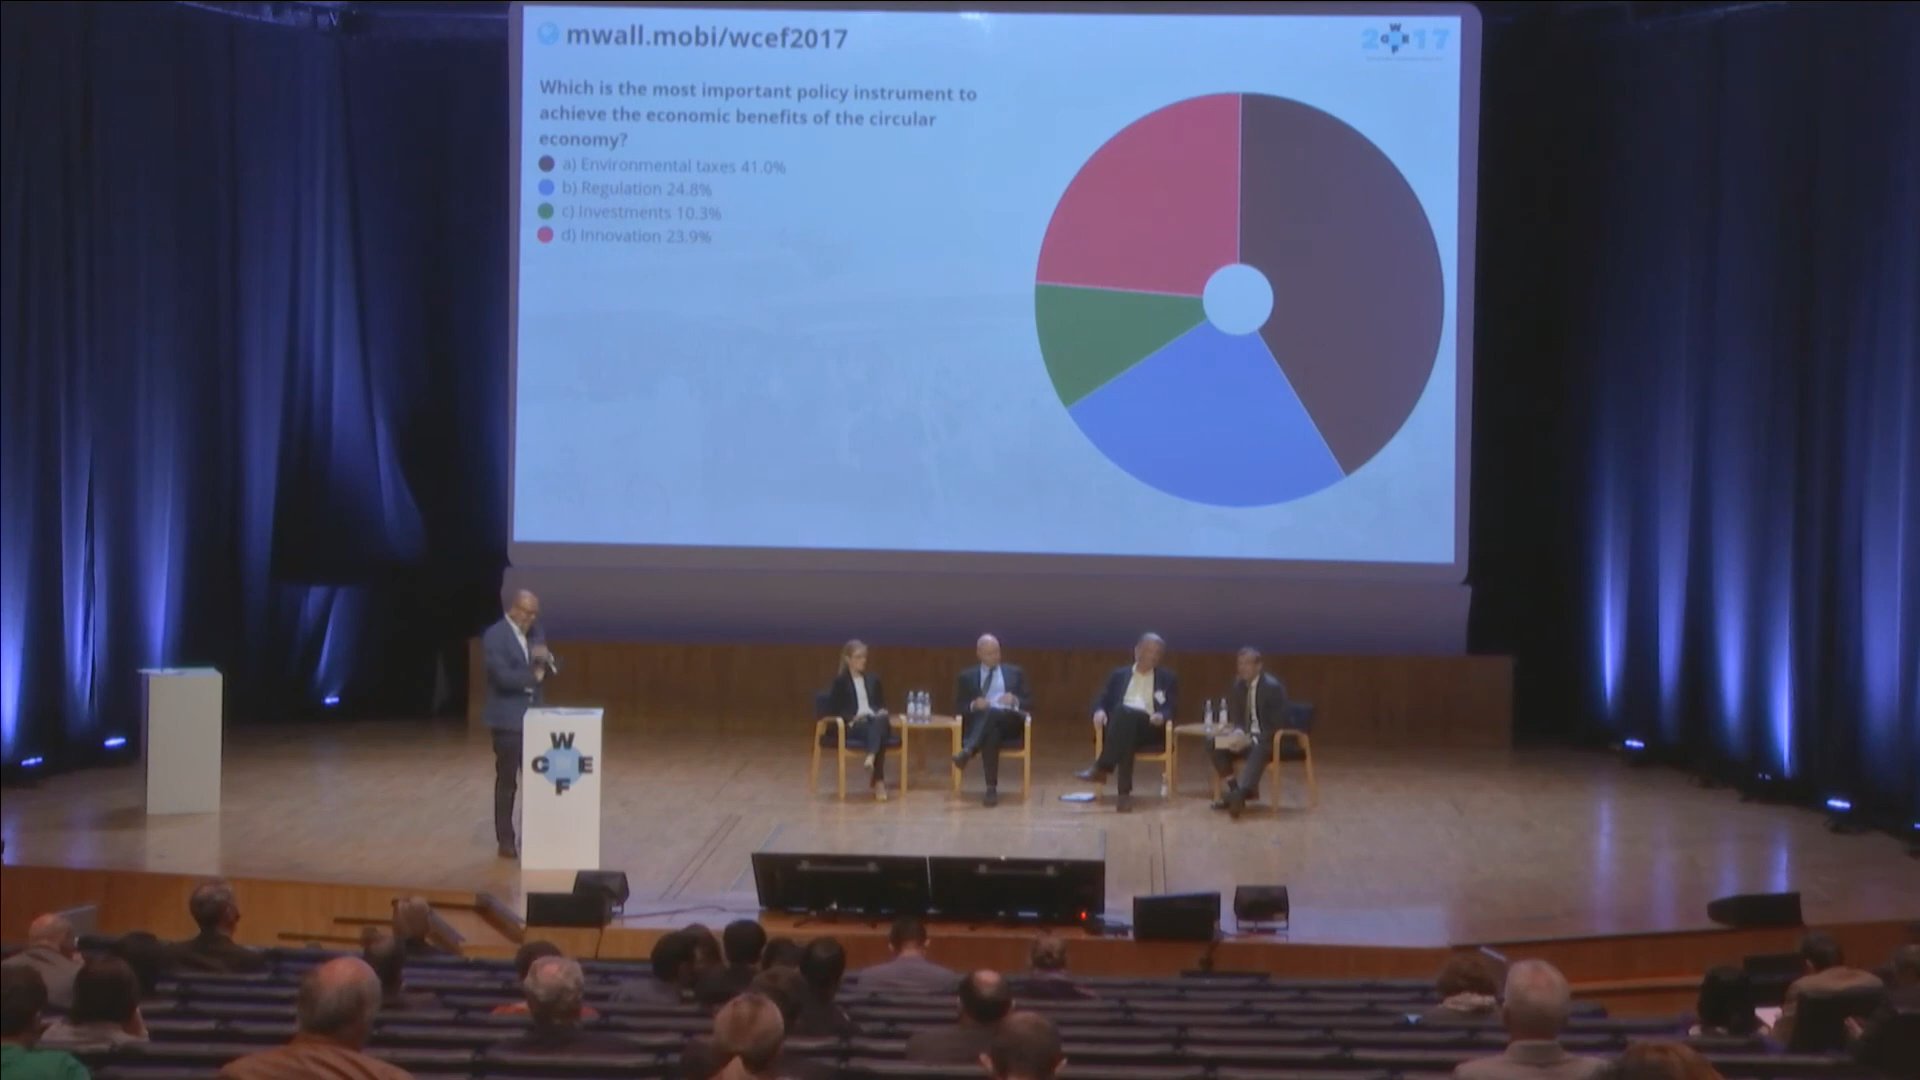 mwall.mobi/wcef2017
2017
W
C E
F
Which is the most important policy instrument to
achieve the economic benefits of the circular
economy?
a) Environmental taxes 41.0%
b) Regulation 24.8%
c) Investments 10.3%
d) Innovation 23.9%
W
C E
F